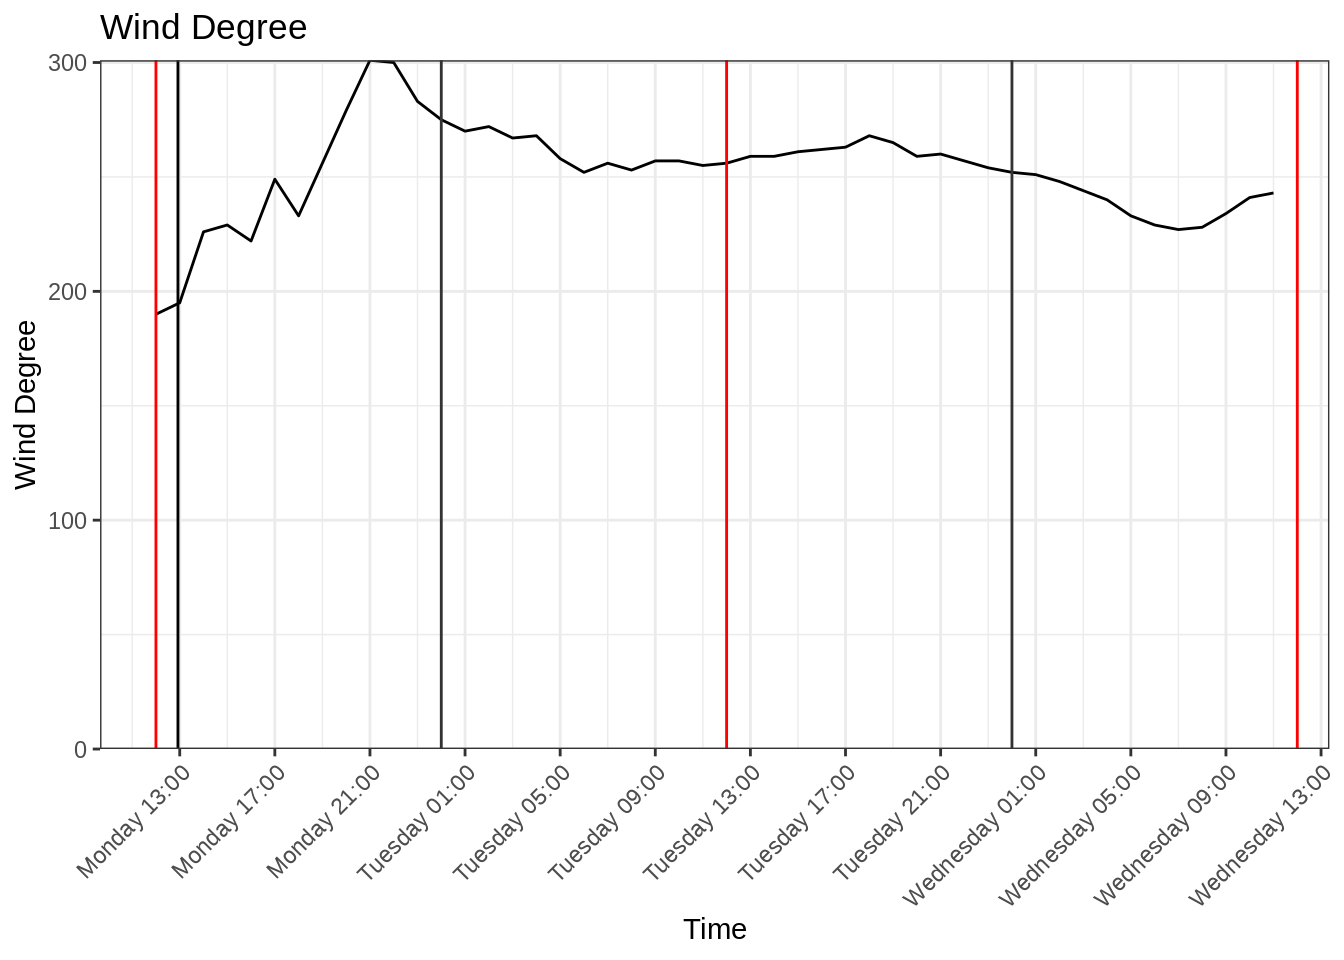 Wind Degree
Wind Degree
300
200
100
0
Monday 13:00
Monday 17:00
Monday 21:00
Tuesday 01:00
Tuesday 05:00
Tuesday 09:00
Tuesday 13:00
Tuesday 17:00
Tuesday 21:00
Wednesday 01:00
Wednesday 05:00
Wednesday 09:00
Wednesday 13:00
Time